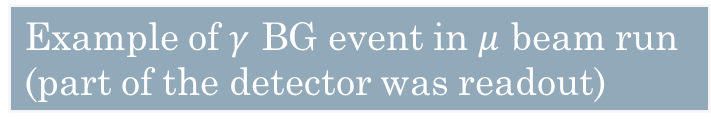 Example of γ BG event in μ beam run
(part of the detector was readout)